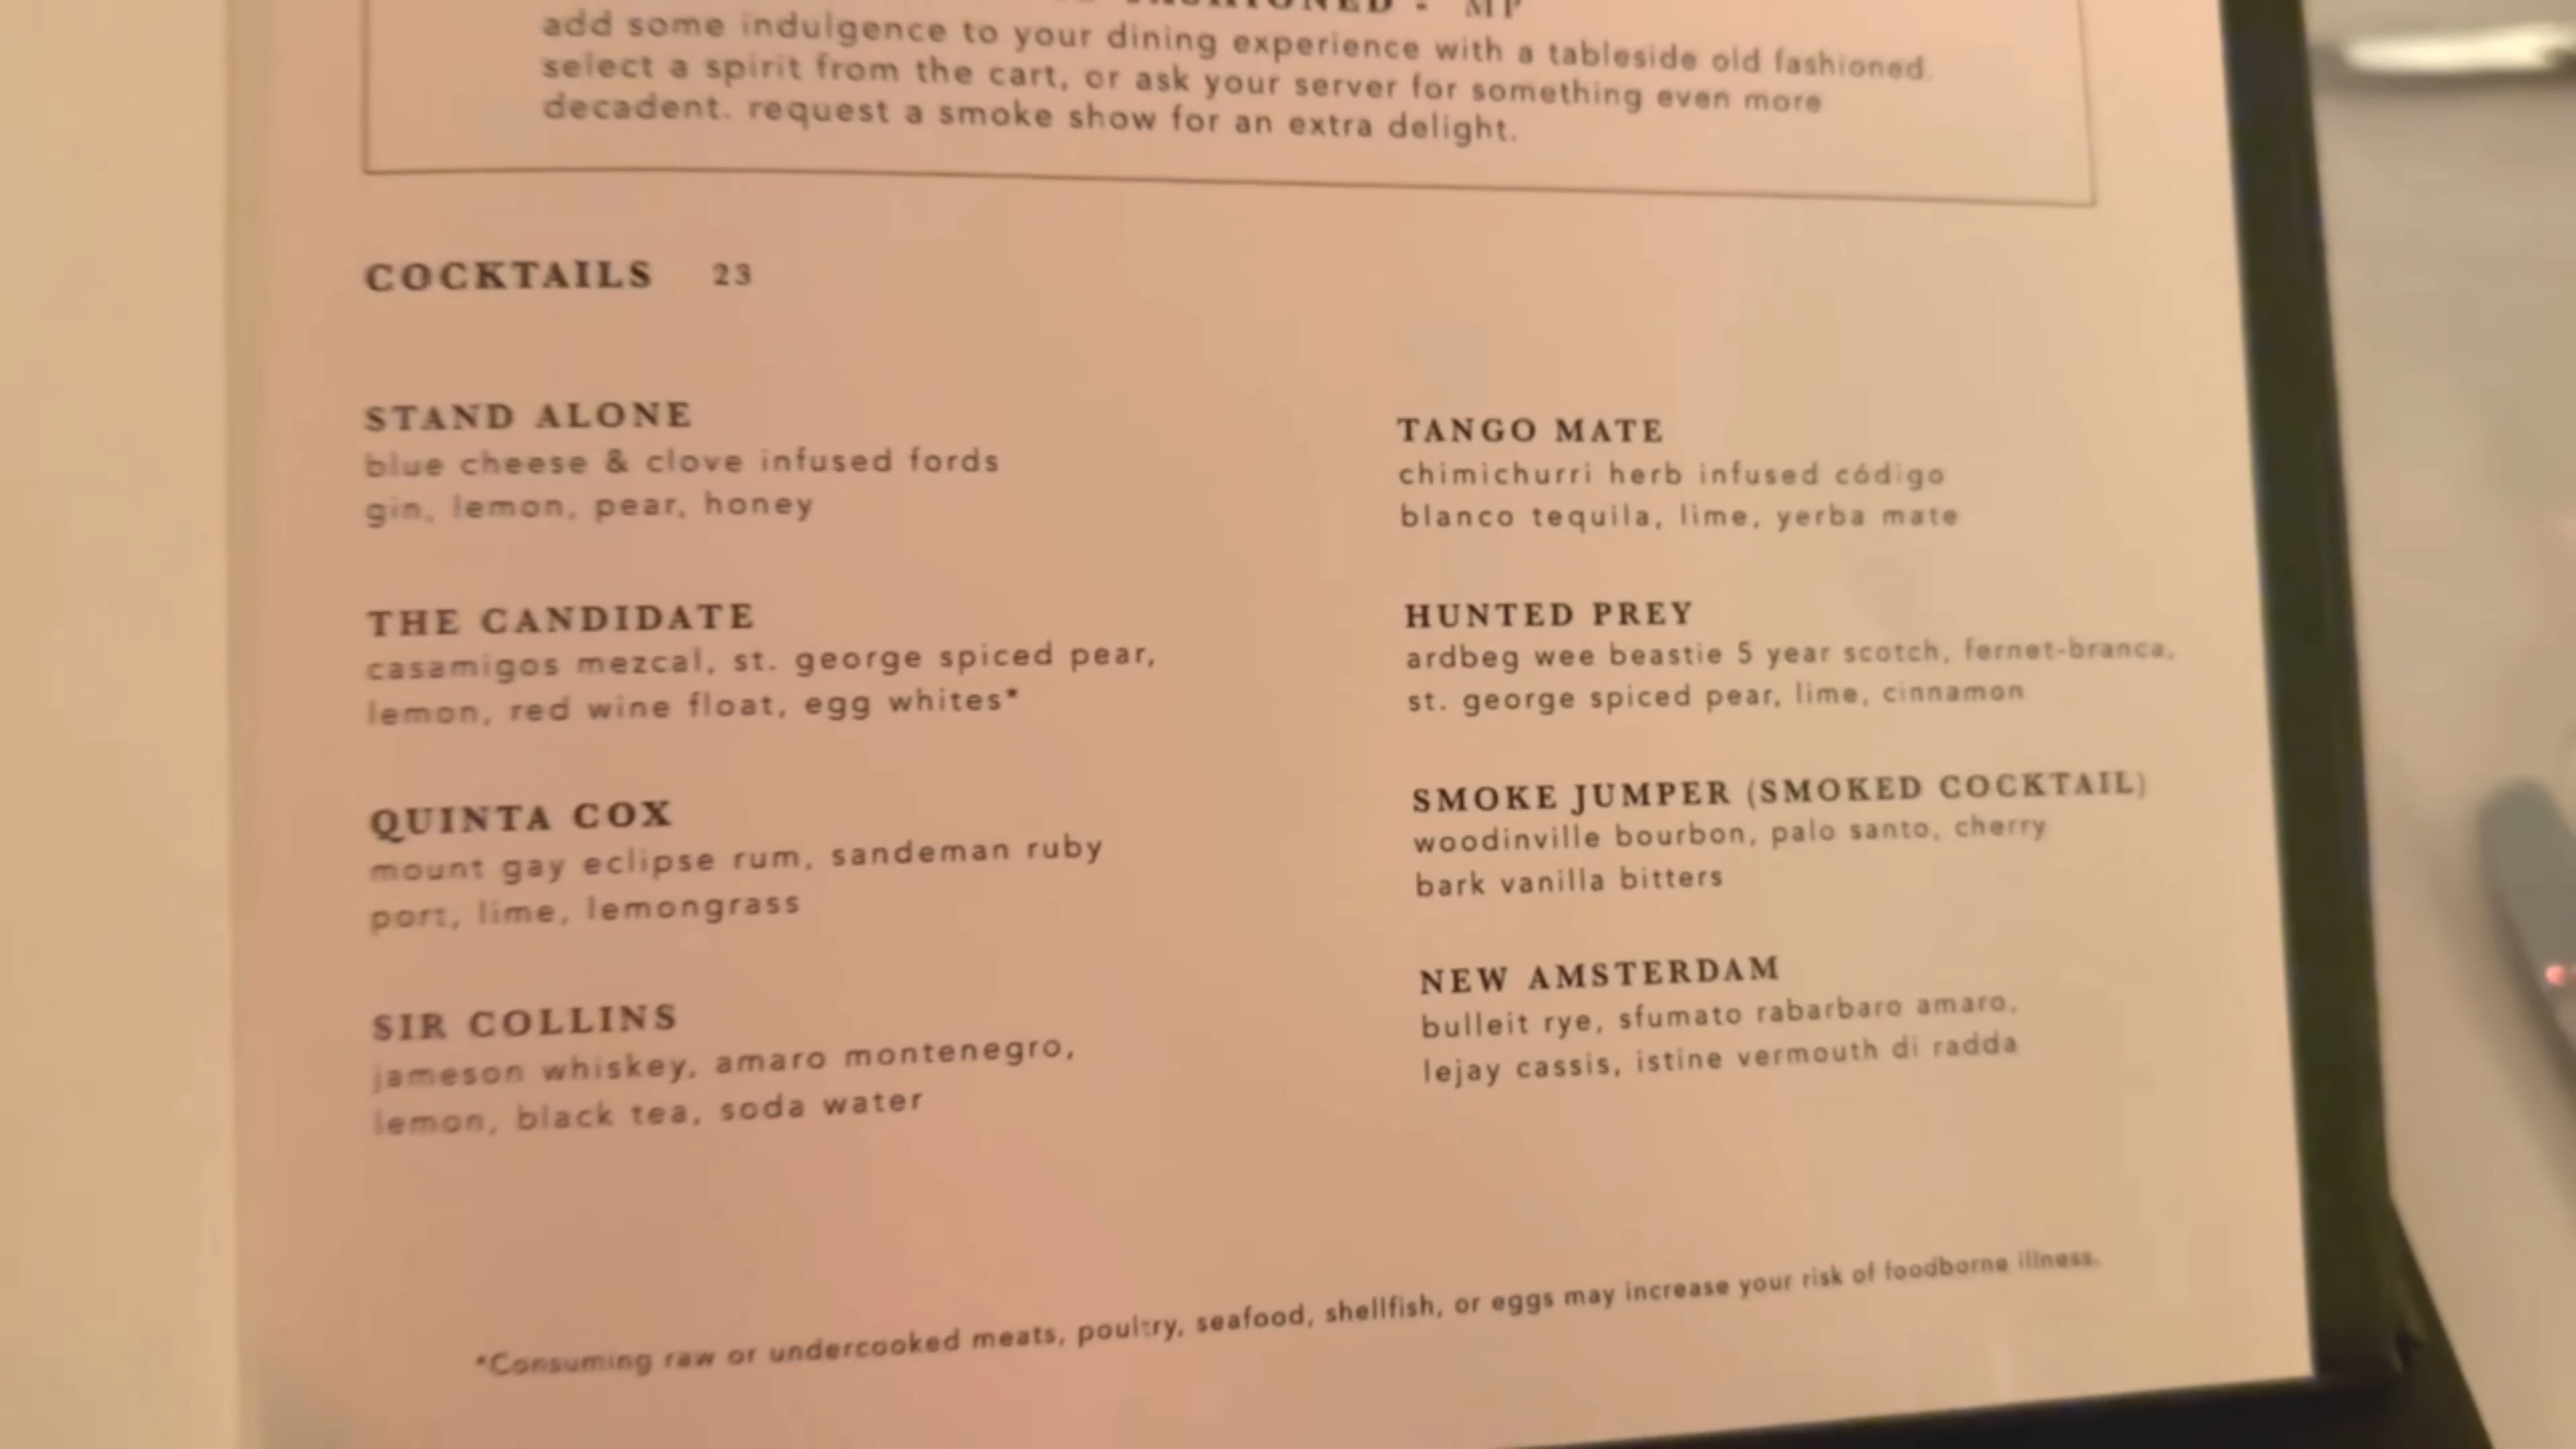 FASHIONED - MP
add some indulgence to your dining experience with a tableside old fashioned.
select a spirit from the cart, or ask your server for something even more
decadent. request a smoke show for an extra delight.
COCKTAILS 23
STAND ALONE
blue cheese & clove infused fords
gin, lemon, pear, honey
THE CANDIDATE
casamigos mezcal, st. george spiced pear,
lemon, red wine float, egg whites*
QUINTA COX
mount gay eclipse rum, sandeman ruby
port, lime, lemongrass
SIR COLLINS
jameson whiskey, amaro montenegro,
lemon, black tea, soda water
TANGO MATE
chimichurri herb infused código
blanco tequila, lime, yerba mate
HUNTED PREY
ardbeg wee beastie 5 year scotch, fernet-branca,
st. george spiced pear, lime, cinnamon
SMOKE JUMPER (SMOKED COCKTAIL)
woodinville bourbon, palo santo, cherry
bark vanilla bitters
NEW AMSTERDAM
bulleit rye, sfumato rabarbaro amaro,
lejay cassis, istine vermouth di radda
*Consuming raw or undercooked meats, poultry, seafood, shellfish, or eggs may increase your risk of foodborne illness.